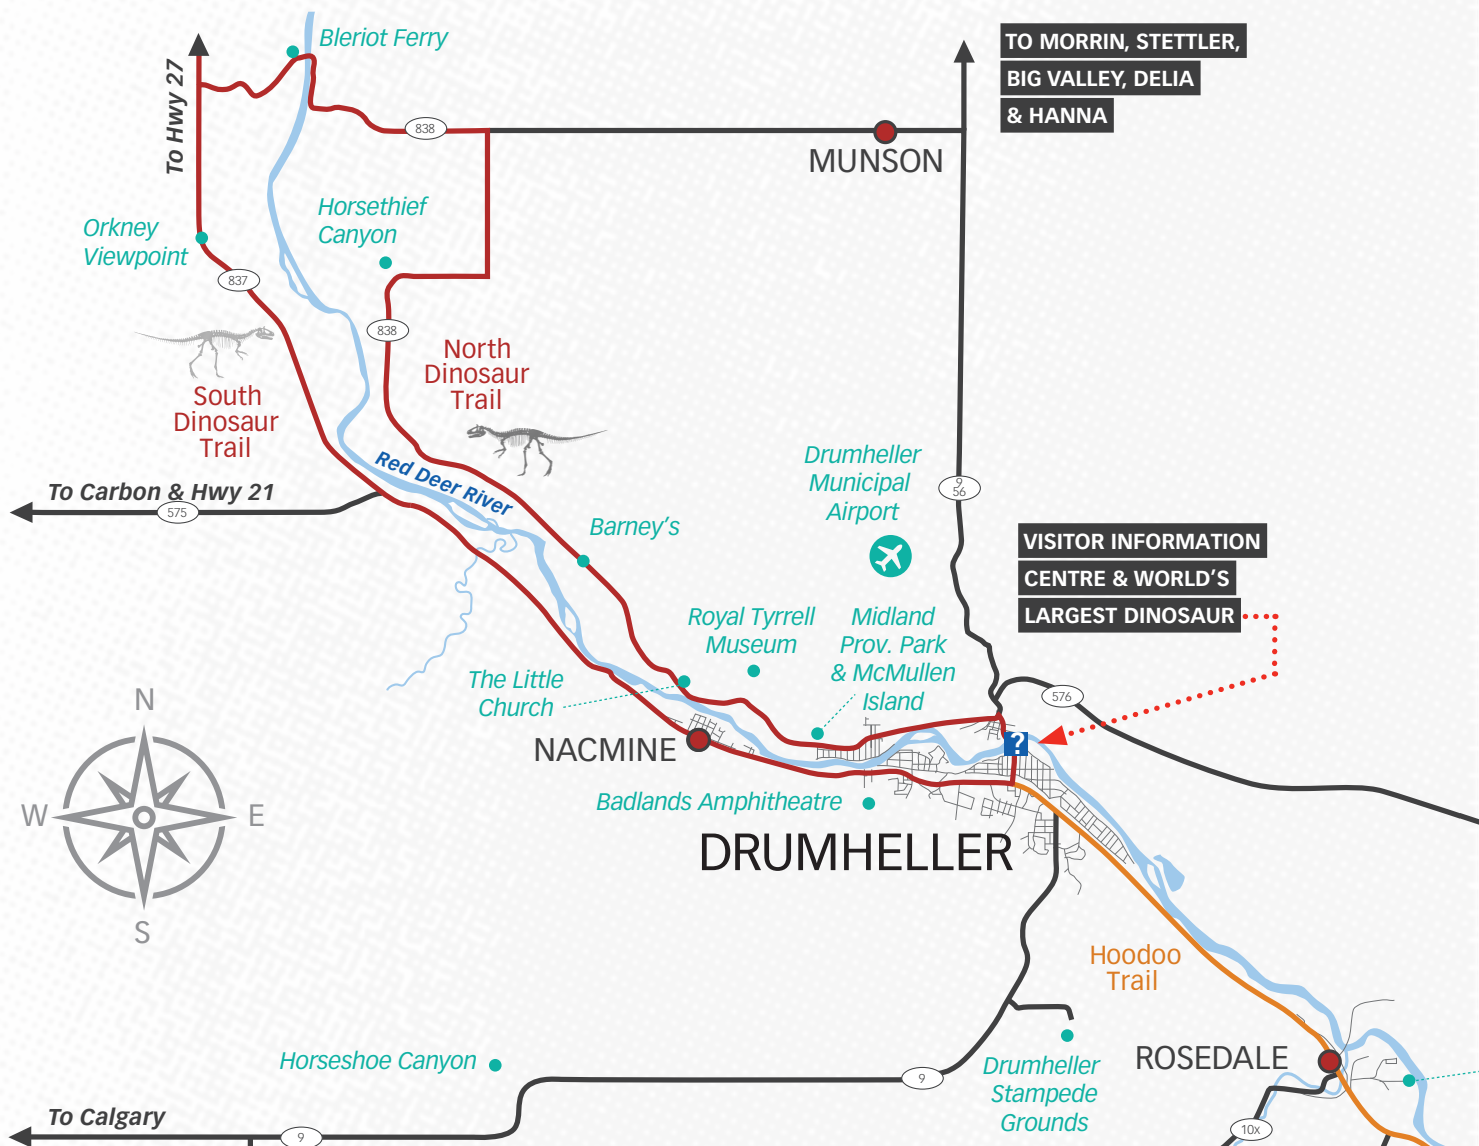 Bleriot Ferry
To Hwy 27
838
MUNSON
TO MORRIN, STETTLER,
BIG VALLEY, DELIA
& HANNA
Orkney
Viewpoint
837
Horsethief
Canyon
838
North
Dinosaur
Trail
South
Dinosaur
Trail
Red Deer River
To Carbon & Hwy 21
575
Barney's
Drumheller
Municipal
Airport
9
56
VISITOR INFORMATION
CENTRE & WORLD'S
LARGEST DINOSAUR
Royal Tyrrell
Museum
Midland
Prov. Park
& McMullen
Island
The Little
Church
576
?
NACMINE
Badlands Amphitheatre
DRUMHELLER
N
W
E
S
Hoodoo
Trail
Horseshoe Canyon
9
Drumheller
Stampede
Grounds
ROSEDALE
10x
To Calgary
9